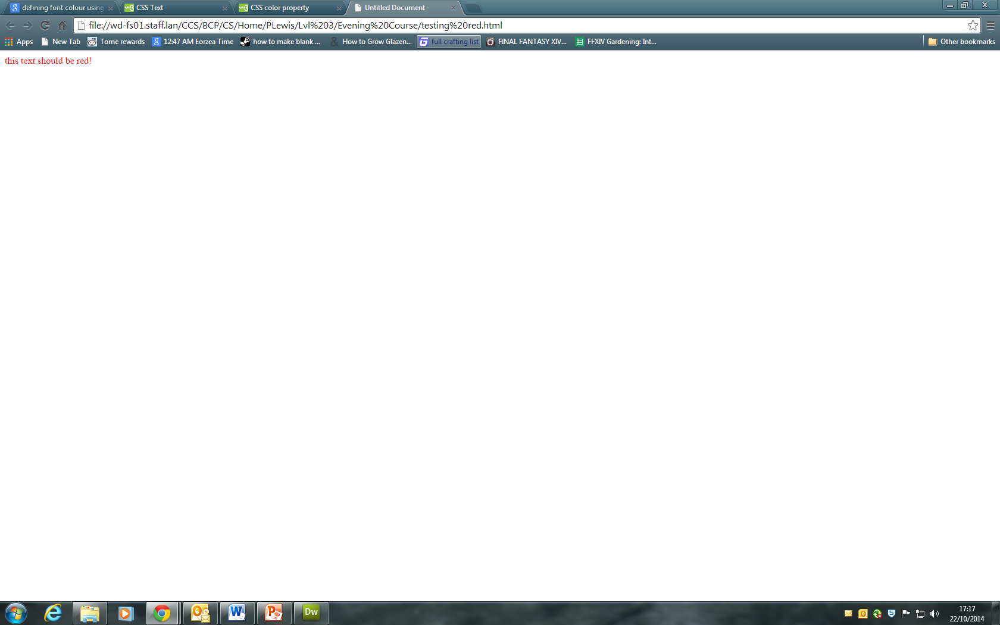 defining font colour using
CSS Text
CSS color property
Untitled Document
file://wd-fs01.staff.lan/CCS/BCP/CS/Home/PLewis/Lvl%203/Evening%20Course/testing%20red.html
Apps
New Tab
Tome rewards
12:47 AM Eorzea Time
how to make blank ...
How to Grow Glazen...
full crafting list
FINAL FANTASY XIV...
FFXIV Gardening: Int...
Other bookmarks
this text should be red!
Dw
17:17
22/10/2014